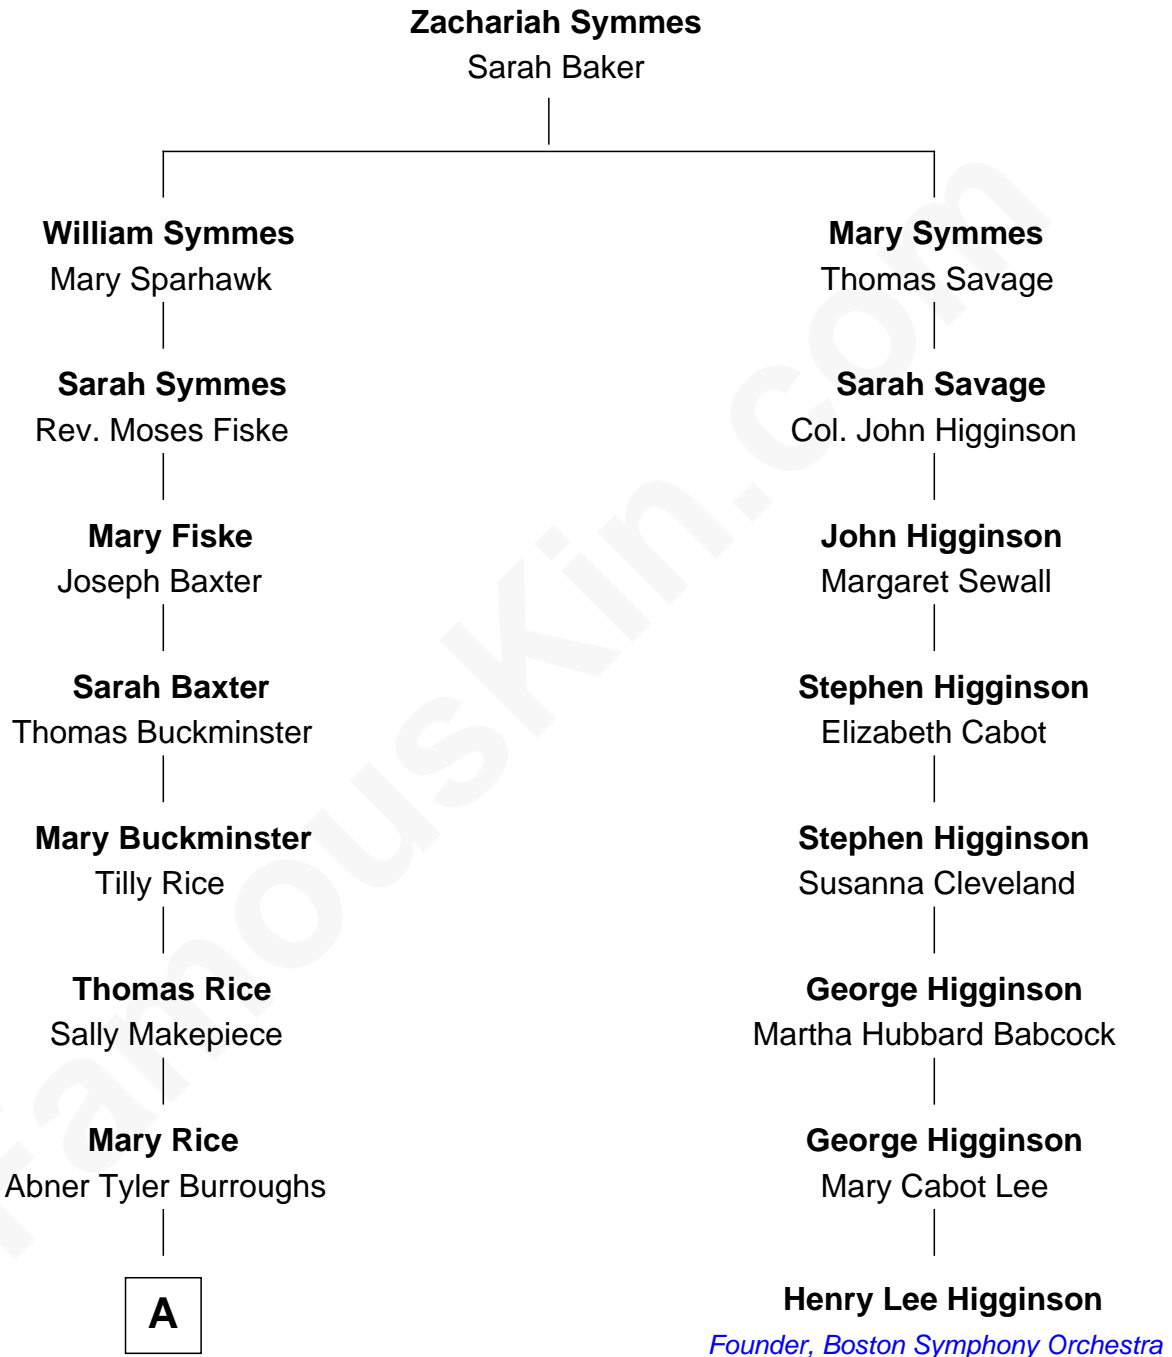 Zachariah Symmes
Sarah Baker
William Symmes
Mary Sparhawk
Sarah Symmes
Rev. Moses Fiske
Mary Fiske
Joseph Baxter
Sarah Baxter
Thomas Buckminster
Mary Buckminster
Tilly Rice
Thomas Rice
Sally Makepiece
Mary Rice
Abner Tyler Burroughs
A
Mary Symmes
Thomas Savage
Sarah Savage
Col. John Higginson
John Higginson
Margaret Sewall
Stephen Higginson
Elizabeth Cabot
Stephen Higginson
Susanna Cleveland
George Higginson
Martha Hubbard Babcock
George Higginson
Mary Cabot Lee
Henry Lee Higginson
Founder, Boston Symphony Orchestra
FamousKin.com